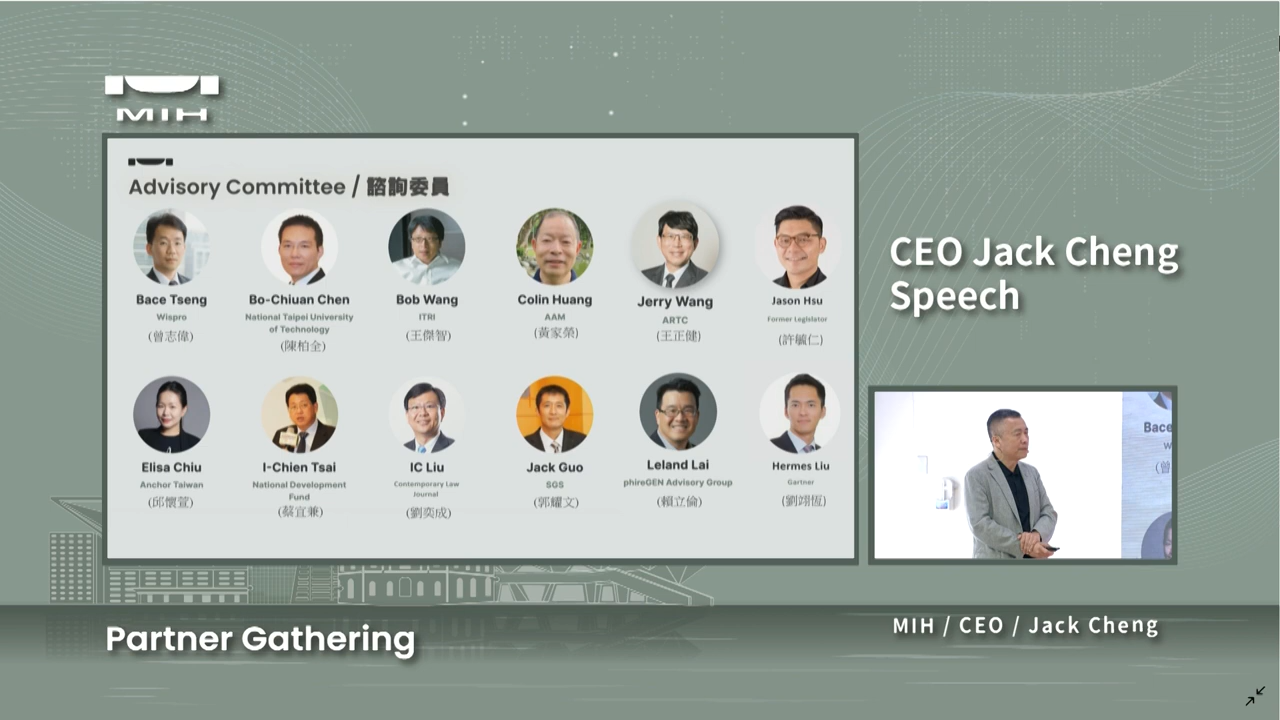 MIH
Advisory Committee / 諮詢委員
Bace Tseng
Wispro
(曾志偉)
Bo-Chiuan Chen
National Taipei University
of Technology
(陳柏全)
Bob Wang
ITRI
(王傑智)
Colin Huang
AAM
(黃家榮)
Jerry Wang
ARTC
(王正健)
Jason Hsu
Former Legislator
(許毓仁)
Elisa Chiu
Anchor Taiwan
(邱懷萱)
I-Chien Tsai
National Development
Fund
(蔡宜兼)
IC Liu
Contemporary Law
Journal
(劉奕成)
Jack Guo
SGS
(郭耀文)
Leland Lai
phireGEN Advisory Group
(賴立倫)
Hermes Liu
Gartner
(劉翊恆)
CEO Jack Cheng
Speech
Bace
W
(曾
Partner Gathering
MIH / CEO / Jack Cheng